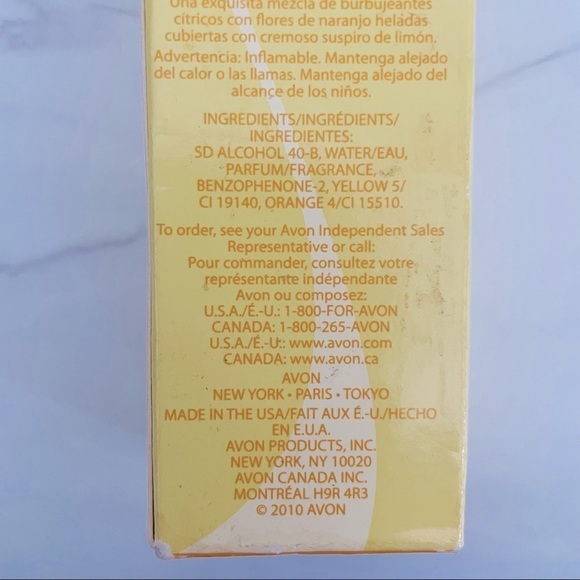 Una exquisita mezcla de burbujeantes
cítricos con flores de naranjo heladas
cubiertas con cremoso suspiro de limón.
Advertencia: Inflamable. Mantenga alejado
del calor o las llamas. Mantenga alejado del
alcance de los niños.
INGREDIENTS/INGRÉDIENTS/
INGREDIENTES:
SD ALCOHOL 40-B, WATER/EAU,
PARFUM/FRAGRANCE,
BENZOPHENONE-2, YELLOW 5/
CI 19140, ORANGE 4/CI 15510.
To order, see your Avon Independent Sales
Representative or call:
Pour commander, consultez votre
représentante indépendante
Avon ou composez:
U.S.A./É.-U.: 1-800-FOR-AVON
CANADA: 1-800-265-AVON
U.S.A./É.-U.: www.avon.com
CANADA: www.avon.ca
AVON
NEW YORK • PARIS • TOKYO
MADE IN THE USA/FAIT AUX É.-U./HECHO
EN E.U.A.
AVON PRODUCTS, INC.
NEW YORK, NY 10020
AVON CANADA INC.
MONTRÉAL H9R 4R3
© 2010 AVON